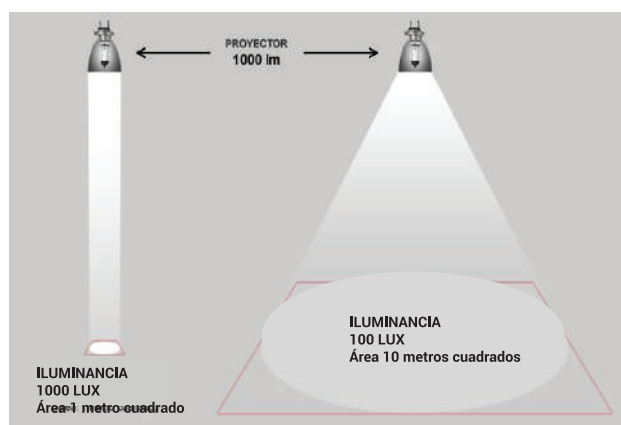 PROYECTOR
1000 lm
ILUMINANCIA
1000 LUX
Área 1 metro cuadrado
ILUMINANCIA
100 LUX
Área 10 metros cuadrados